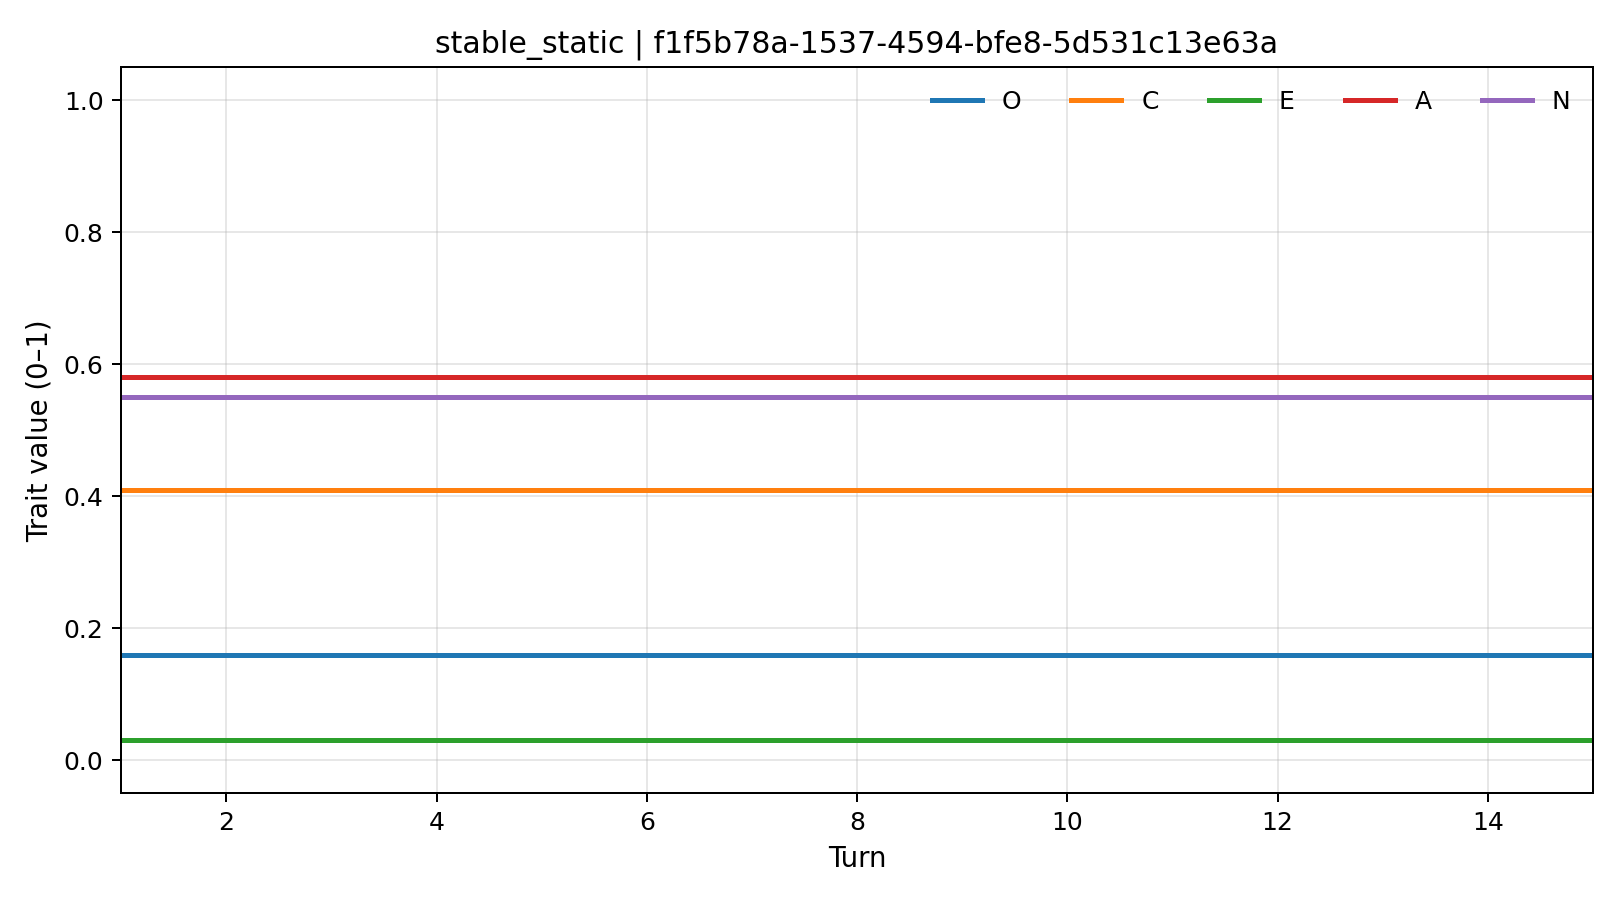 stable_static | f1f5b78a-1537-4594-bfe8-5d531c13e63a
O C E A N
Trait value (0–1)
1.0
0.8
0.6
0.4
0.2
0.0
2 4 6 8 10 12 14
Turn